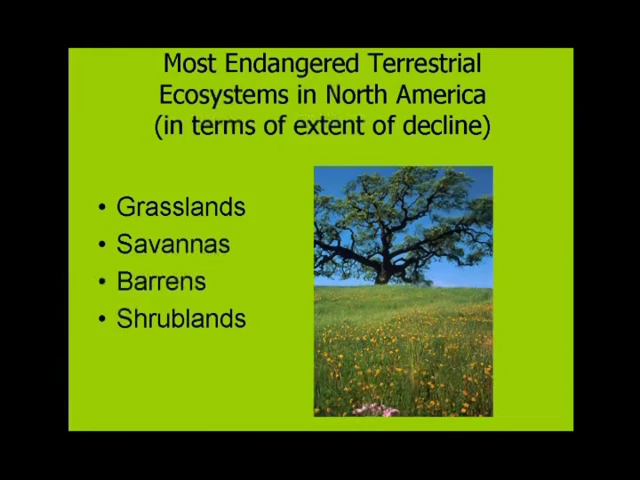 Most Endangered Terrestrial
Ecosystems in North America
(in terms of extent of decline)
• Grasslands
• Savannas
• Barrens
• Shrublands